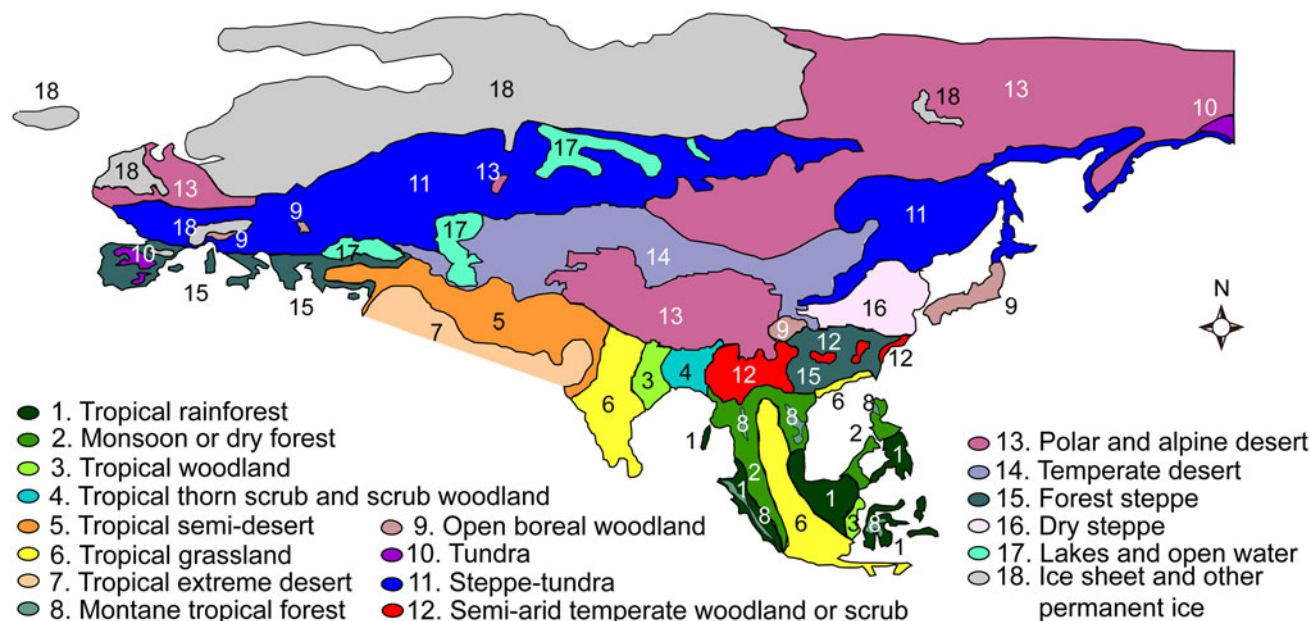 18
18
13
18
10
17
13
18
13
11
9
11
18
9
17
10
17
14
15
15
16
9
5
13
7
9
12
12
3
4
12
15
6
6
8
8
8
1
2
1
2
1
1
8
6
3
8
1
N
1. Tropical rainforest
2. Monsoon or dry forest
3. Tropical woodland
4. Tropical thorn scrub and scrub woodland
5. Tropical semi-desert
6. Tropical grassland
7. Tropical extreme desert
8. Montane tropical forest
9. Open boreal woodland
10. Tundra
11. Steppe-tundra
12. Semi-arid temperate woodland or scrub
13. Polar and alpine desert
14. Temperate desert
15. Forest steppe
16. Dry steppe
17. Lakes and open water
18. Ice sheet and other
permanent ice